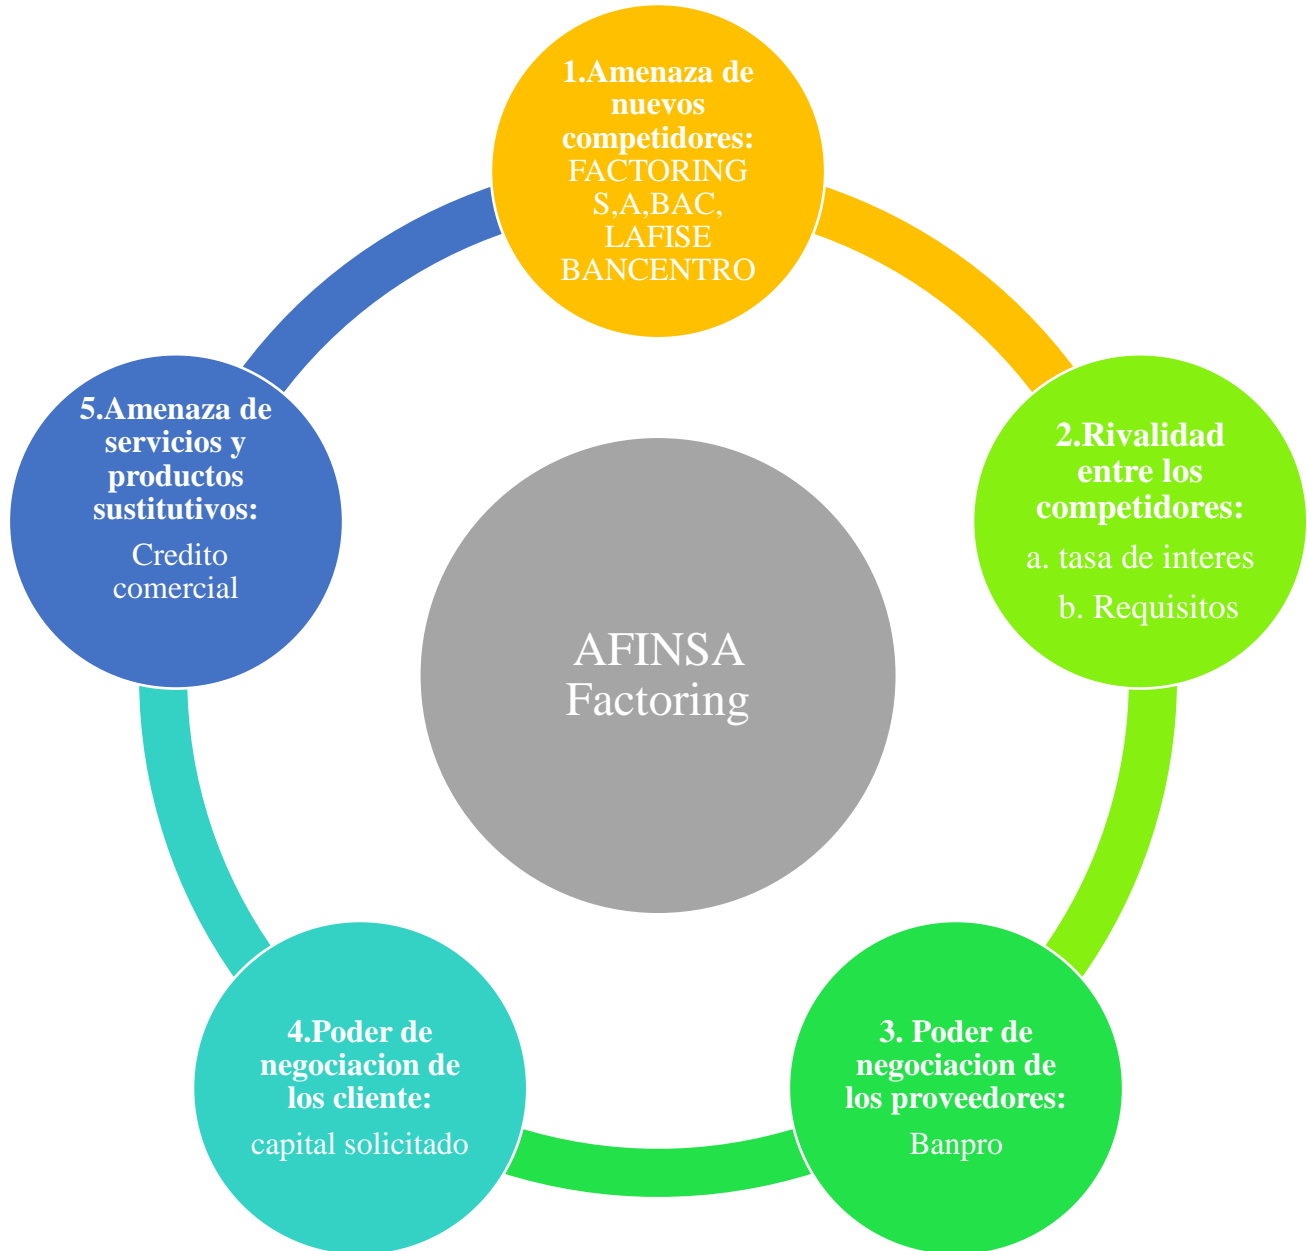 1.Amenaza de
nuevos
competidores:
FACTORING
S,A,BAC,
LAFISE
BANCENTRO
2.Rivalidad
entre los
competidores:
a. tasa de interes
b. Requisitos
3. Poder de
negociacion de
los proveedores:
Banpro
4.Poder de
negociacion de
los cliente:
capital solicitado
5.Amenaza de
servicios y
productos
sustitutivos:
Credito
comercial
AFINSA
Factoring